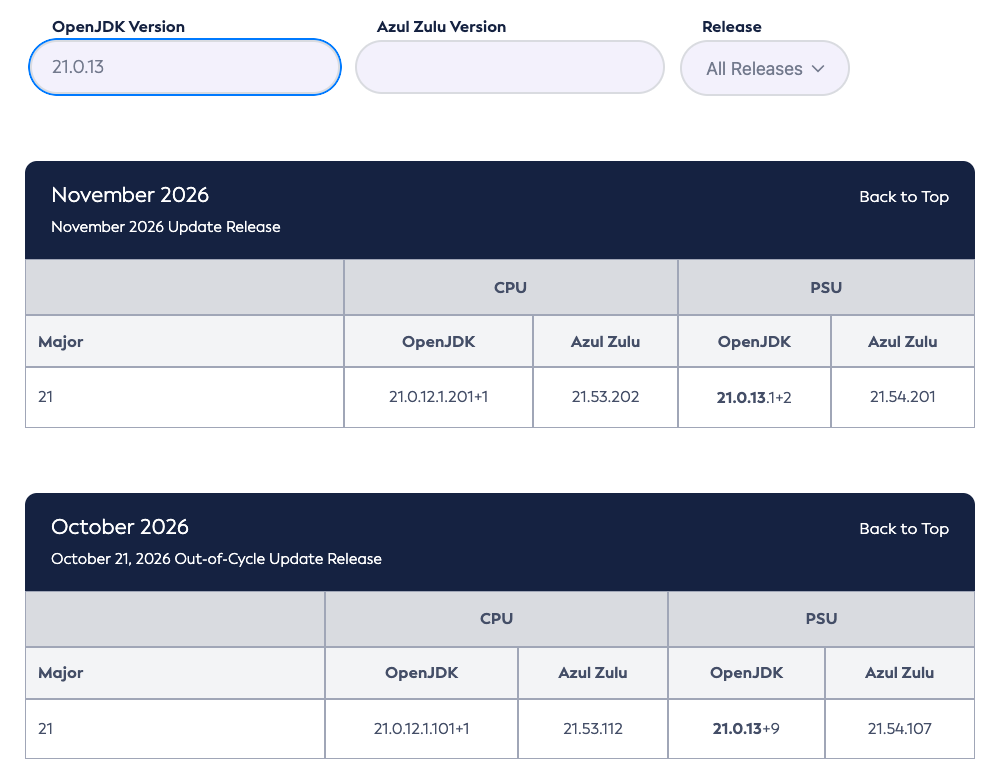 OpenJDK Version Azul Zulu Version Release
21.0.13 All Releases
November 2026 Back to Top
November 2026 Update Release
CPU PSU
Major OpenJDK Azul Zulu OpenJDK Azul Zulu
21 21.0.12.1.201+1 21.53.202 21.0.13.1+2 21.54.201
October 2026 Back to Top
October 21, 2026 Out-of-Cycle Update Release
CPU PSU
Major OpenJDK Azul Zulu OpenJDK Azul Zulu
21 21.0.12.1.101+1 21.53.112 21.0.13+9 21.54.107